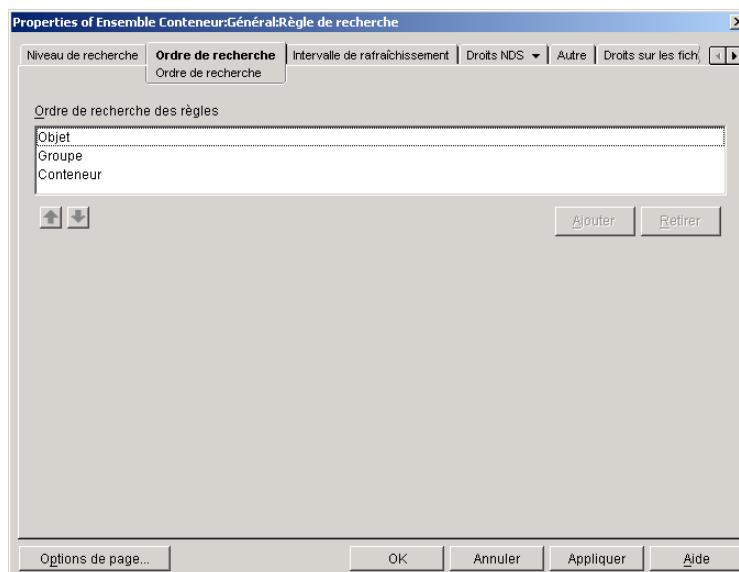 Properties of Ensemble Conteneur:Général:Règle de recherche
Niveau de recherche Ordre de recherche Intervalle de rafraîchissement Droits NDS Autre Droits sur les fich
Ordre de recherche
Ordre de recherche des règles
Objet
Groupe
Conteneur
Ajouter Retirer
Options de page... OK Annuler Appliquer Aide